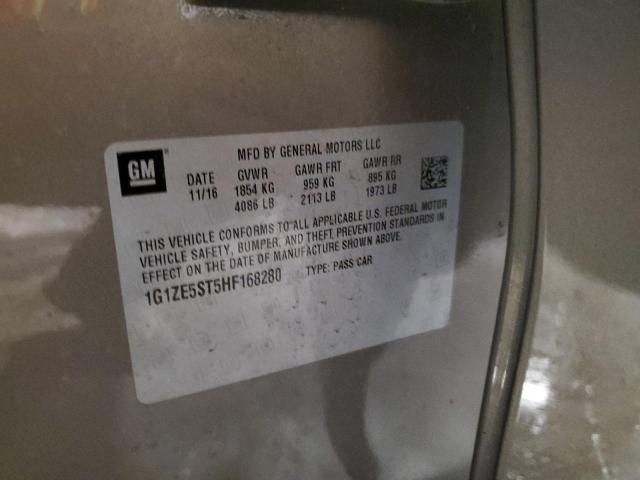 GM
MFD BY GENERAL MOTORS LLC
DATE GVWR GAWR FRT GAWR RR
11/16 1854 KG 959 KG 895 KG
4086 LB 2113 LB 1973 LB
THIS VEHICLE CONFORMS TO ALL APPLICABLE U.S. FEDERAL MOTOR
VEHICLE SAFETY, BUMPER, AND THEFT PREVENTION STANDARDS IN
EFFECT ON THE DATE OF MANUFACTURE SHOWN ABOVE.
1G1ZE5ST5HF168280 TYPE: PASS CAR